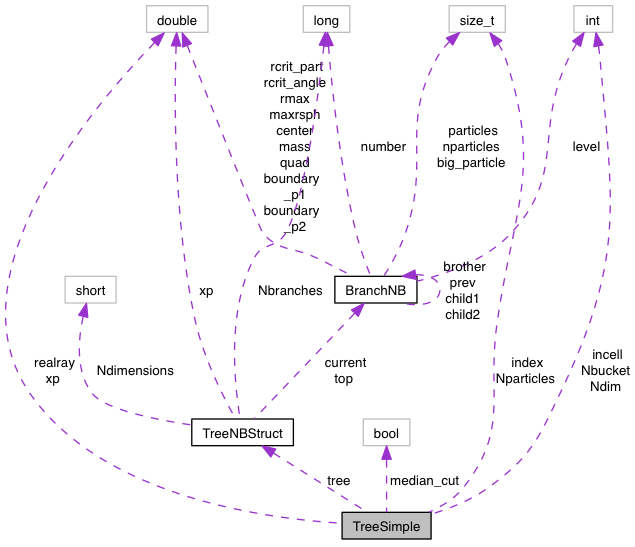 double
long
size_t
int
rcrit_part
rcrit_angle
rmax
maxrsph
center
mass
quad
boundary
_p1
boundary
_p2
number
particles
nparticles
big_particle
level
short
xp
Nbranches
BranchNB
brother
prev
child1
child2
realray
xp
Ndimensions
current
top
index
Nparticles
incell
Nbucket
Ndim
TreeNBStruct
bool
tree
median_cut
TreeSimple